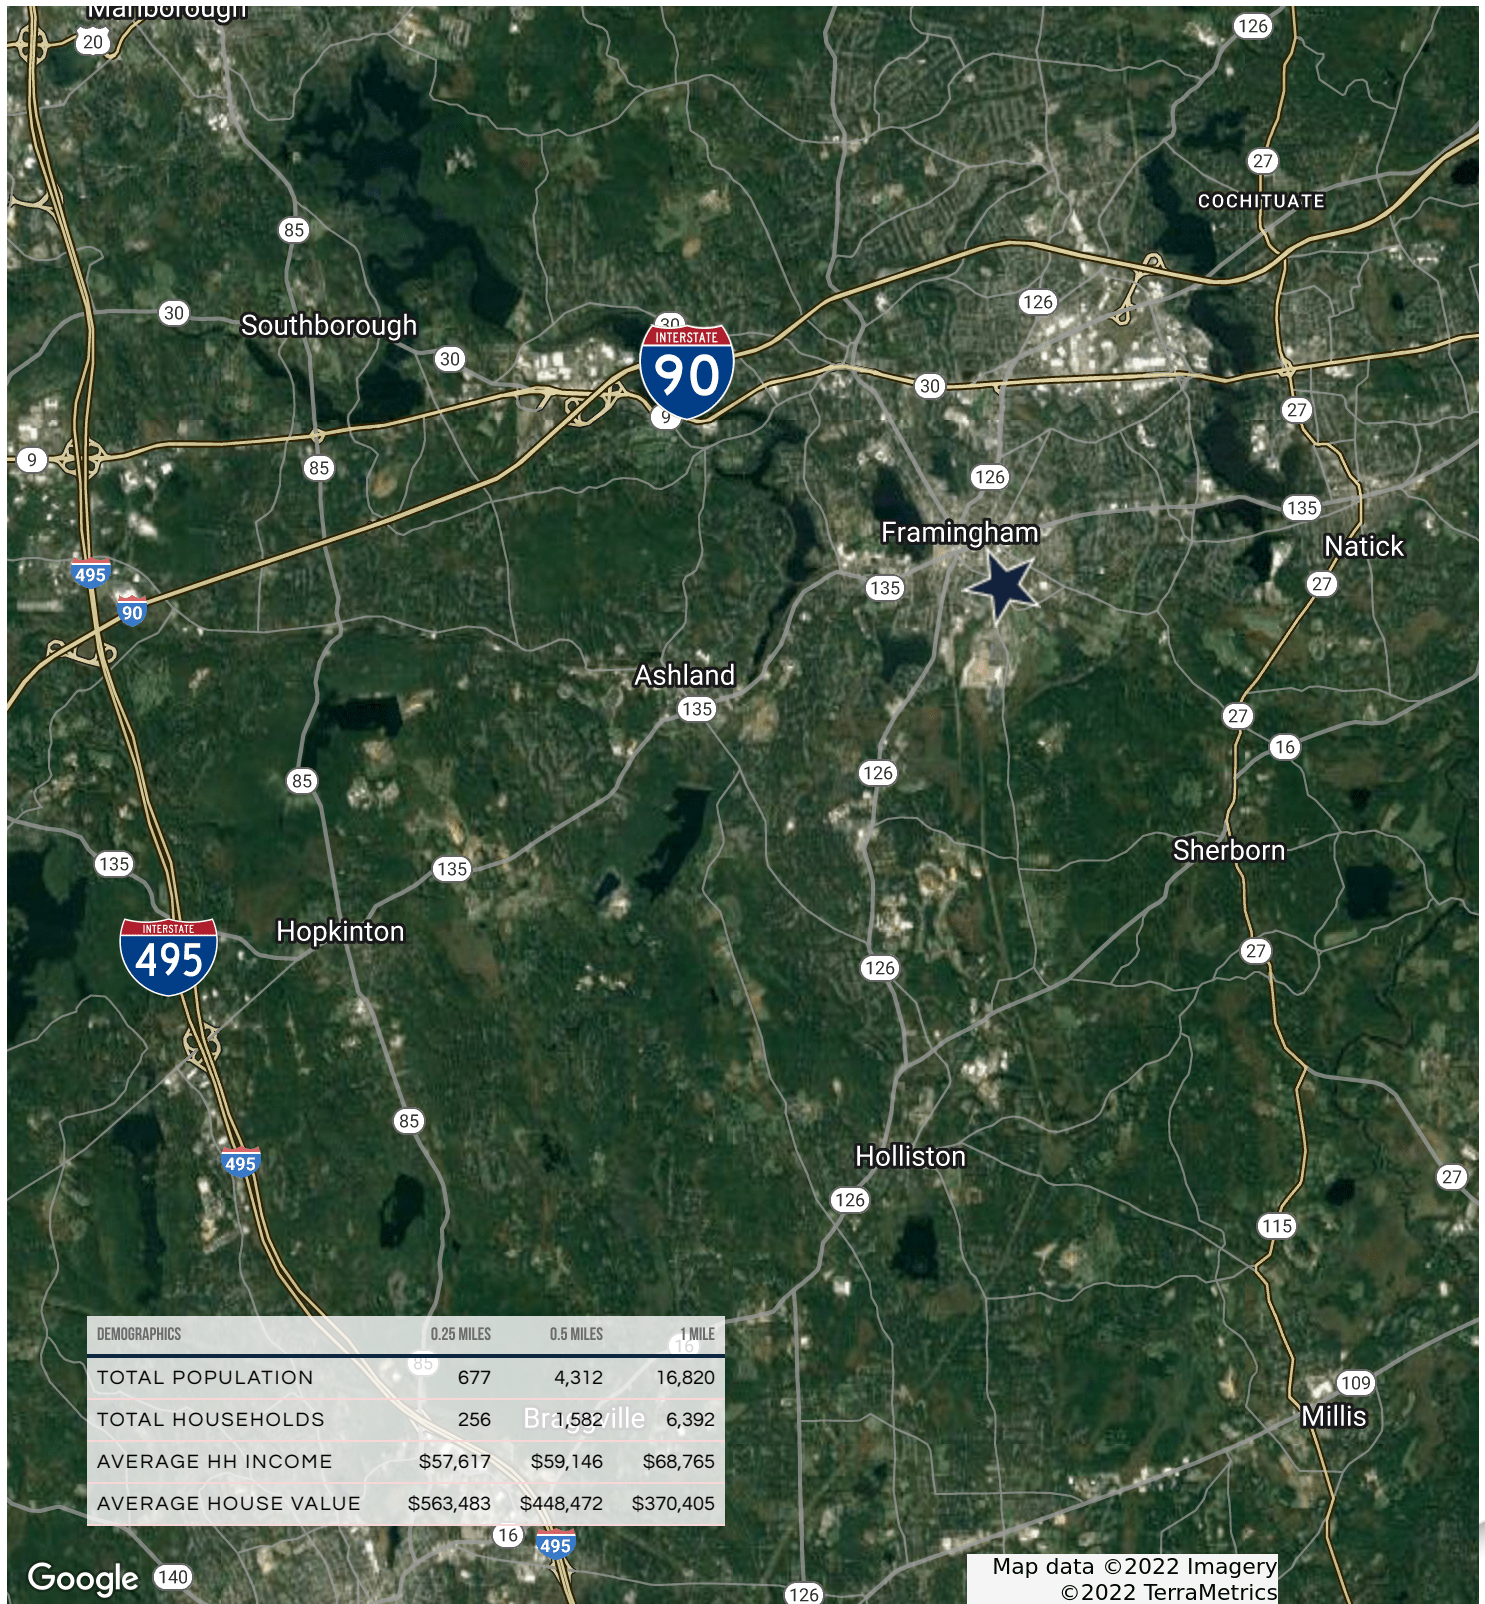 Marlborough
20
126
27
COCHITUATE
85
30
Southborough
30
30
INTERSTATE
90
9
126
30
27
9
85
126
135
Framingham
Natick
495
90
135
27
Ashland
135
27
16
85
126
Sherborn
135
135
Hopkinton
INTERSTATE
495
27
126
85
495
Holliston
27
126
115
DEMOGRAPHICS 0.25 MILES 0.5 MILES 1 MILE
16
85
TOTAL POPULATION 677 4,312 16,820
109
TOTAL HOUSEHOLDS 256 1,582 6,392
Braggville
Millis
AVERAGE HH INCOME $57,617 $59,146 $68,765
AVERAGE HOUSE VALUE $563,483 $448,472 $370,405
16
495
Google
140
126
Map data ©2022 Imagery
©2022 TerraMetrics